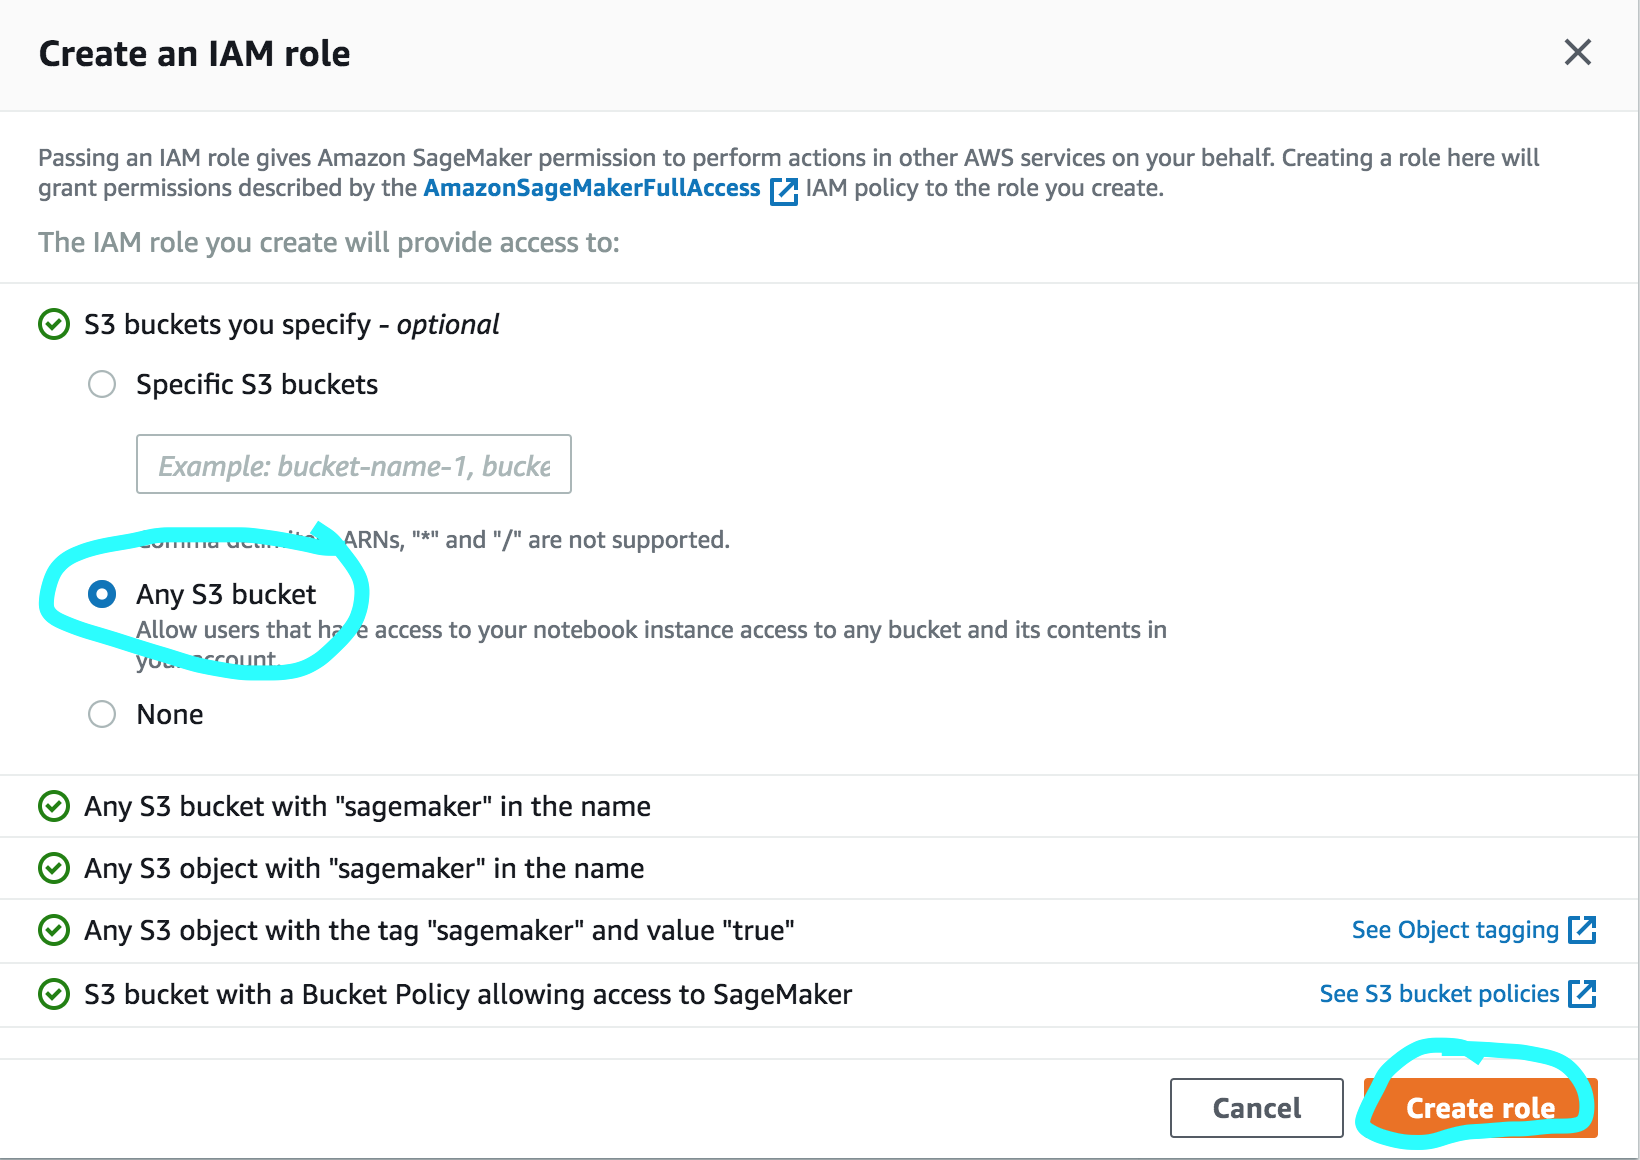 Create an IAM role
Passing an IAM role gives Amazon SageMaker permission to perform actions in other AWS services on your behalf. Creating a role here will
grant permissions described by the AmazonSageMakerFullAccess IAM policy to the role you create.
The IAM role you create will provide access to:
S3 buckets you specify - optional
Specific S3 buckets
Example: bucket-name-1, bucke
Comma delimited. ARNs, "*" and "/" are not supported.
Any S3 bucket
Allow users that have access to your notebook instance access to any bucket and its contents in
your account.
None
Any S3 bucket with "sagemaker" in the name
Any S3 object with "sagemaker" in the name
Any S3 object with the tag "sagemaker" and value "true"
See Object tagging
S3 bucket with a Bucket Policy allowing access to SageMaker
See S3 bucket policies
Cancel
Create role